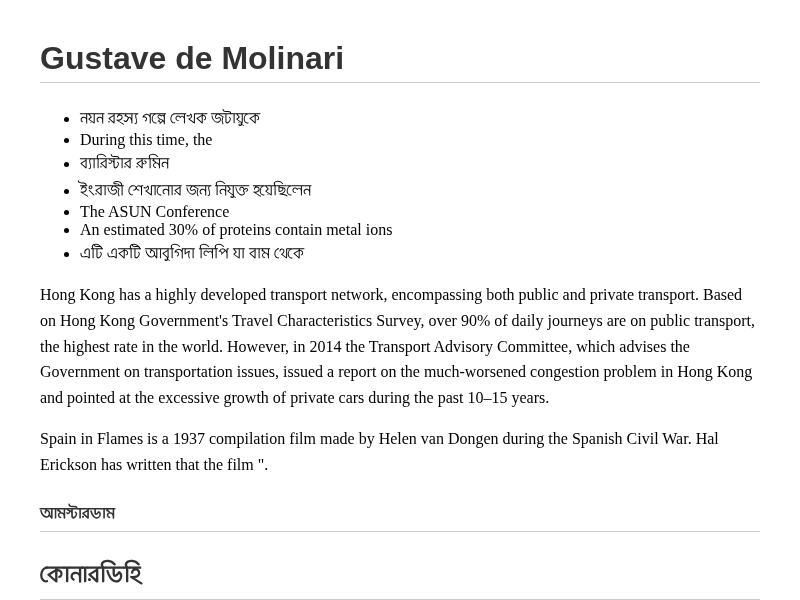 Gustave de Molinari
নয়ন রহস্য গল্পে লেখক জটায়ুকে
During this time, the
ব্যারিস্টার রুমিন
ইংরাজী শেখানোর জন্য নিযুক্ত হয়েছিলেন
The ASUN Conference
An estimated 30% of proteins contain metal ions
এটি একটি আবুগিদা লিপি যা বাম থেকে
Hong Kong has a highly developed transport network, encompassing both public and private transport. Based
on Hong Kong Government's Travel Characteristics Survey, over 90% of daily journeys are on public transport,
the highest rate in the world. However, in 2014 the Transport Advisory Committee, which advises the
Government on transportation issues, issued a report on the much-worsened congestion problem in Hong Kong
and pointed at the excessive growth of private cars during the past 10–15 years.
Spain in Flames is a 1937 compilation film made by Helen van Dongen during the Spanish Civil War. Hal
Erickson has written that the film ".
আমস্টারডাম
কোনারডিহি